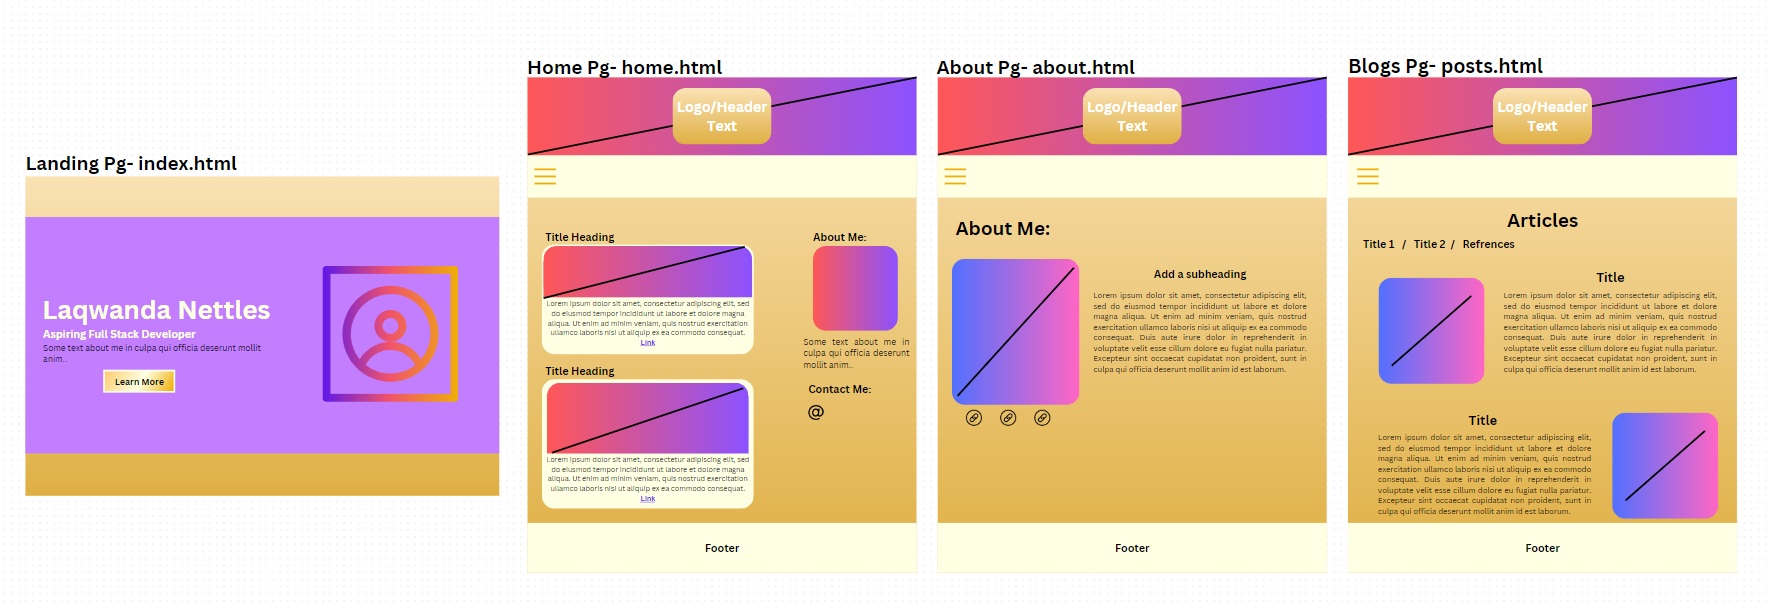 Landing Pg- index.html
Laqwanda Nettles
Aspiring Full Stack Developer
Some text about me in culpa qui officia deserunt mollit
anim..
Learn More
Home Pg- home.html
Logo/Header
Text
Title Heading
Lorem ipsum dolor sit amet, consectetur adipiscing elit, sed
do eiusmod tempor incididunt ut labore et dolore magna
aliqua. Ut enim ad minim veniam, quis nostrud exercitation
ullamco laboris nisi ut aliquip ex ea commodo consequat.
Link
Title Heading
Lorem ipsum dolor sit amet, consectetur adipiscing elit, sed
do eiusmod tempor incididunt ut labore et dolore magna
aliqua. Ut enim ad minim veniam, quis nostrud exercitation
ullamco laboris nisi ut aliquip ex ea commodo consequat.
Link
About Me:
Some text about me in
culpa qui officia deserunt
mollit anim..
Contact Me:
@
Footer
About Pg- about.html
Logo/Header
Text
About Me:
Add a subheading
Lorem ipsum dolor sit amet, consectetur adipiscing elit,
sed do eiusmod tempor incididunt ut labore et dolore
magna aliqua. Ut enim ad minim veniam, quis nostrud
exercitation ullamco laboris nisi ut aliquip ex ea commodo
consequat. Duis aute irure dolor in reprehenderit in
voluptate velit esse cillum dolore eu fugiat nulla pariatur.
Excepteur sint occaecat cupidatat non proident, sunt in
culpa qui officia deserunt mollit anim id est laborum.
Footer
Blogs Pg- posts.html
Logo/Header
Text
Articles
Title 1 / Title 2 / Refrences
Title
Lorem ipsum dolor sit amet, consectetur adipiscing elit,
sed do eiusmod tempor incididunt ut labore et dolore
magna aliqua. Ut enim ad minim veniam, quis nostrud
exercitation ullamco laboris nisi ut aliquip ex ea commodo
consequat. Duis aute irure dolor in reprehenderit in
voluptate velit esse cillum dolore eu fugiat nulla pariatur.
Excepteur sint occaecat cupidatat non proident, sunt in
culpa qui officia deserunt mollit anim id est laborum.
Title
Lorem ipsum dolor sit amet, consectetur adipiscing elit,
sed do eiusmod tempor incididunt ut labore et dolore
magna aliqua. Ut enim ad minim veniam, quis nostrud
exercitation ullamco laboris nisi ut aliquip ex ea commodo
consequat. Duis aute irure dolor in reprehenderit in
voluptate velit esse cillum dolore eu fugiat nulla pariatur.
Excepteur sint occaecat cupidatat non proident, sunt in
culpa qui officia deserunt mollit anim id est laborum.
Footer